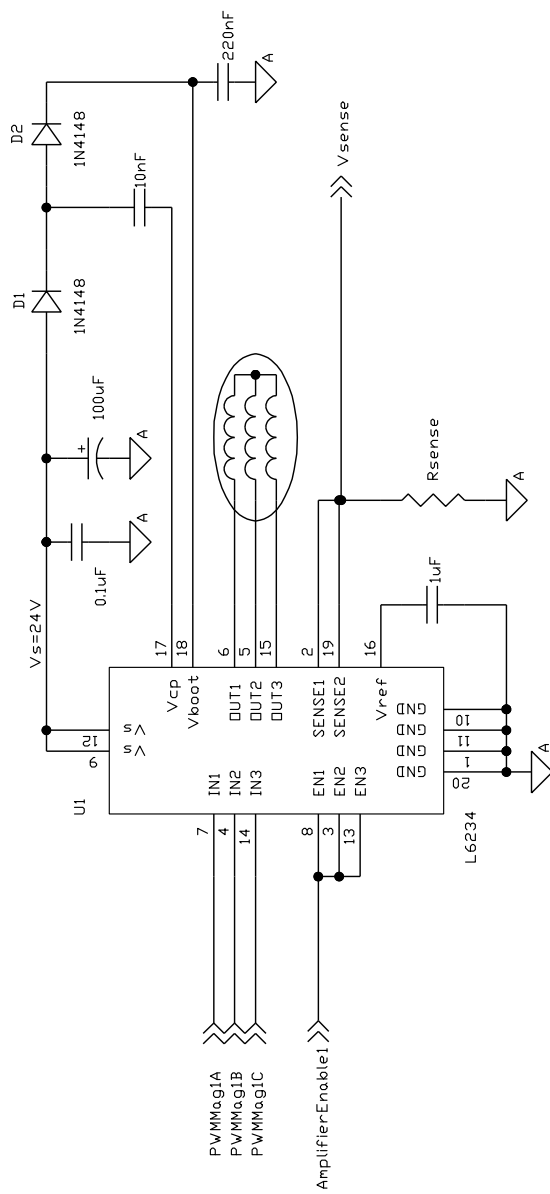 D2
1N4148
220nF
A
10nF
D1
1N4148
Vsense
100uF
+
A
0.1uF
A
Vs=24V
Rsense
A
1uF
17
18
6
5
15
2
19
16
Vcp
Vboot
OUT1
OUT2
OUT3
SENSE1
SENSE2
Vref
Vs
Vs
12
9
GND
GND
GND
GND
10
11
1
20
A
U1
IN1
IN2
IN3
EN1
EN2
EN3
7
4
14
8
3
13
L6234
PWMMag1A
PWMMag1B
PWMMag1C
AmplifierEnable1